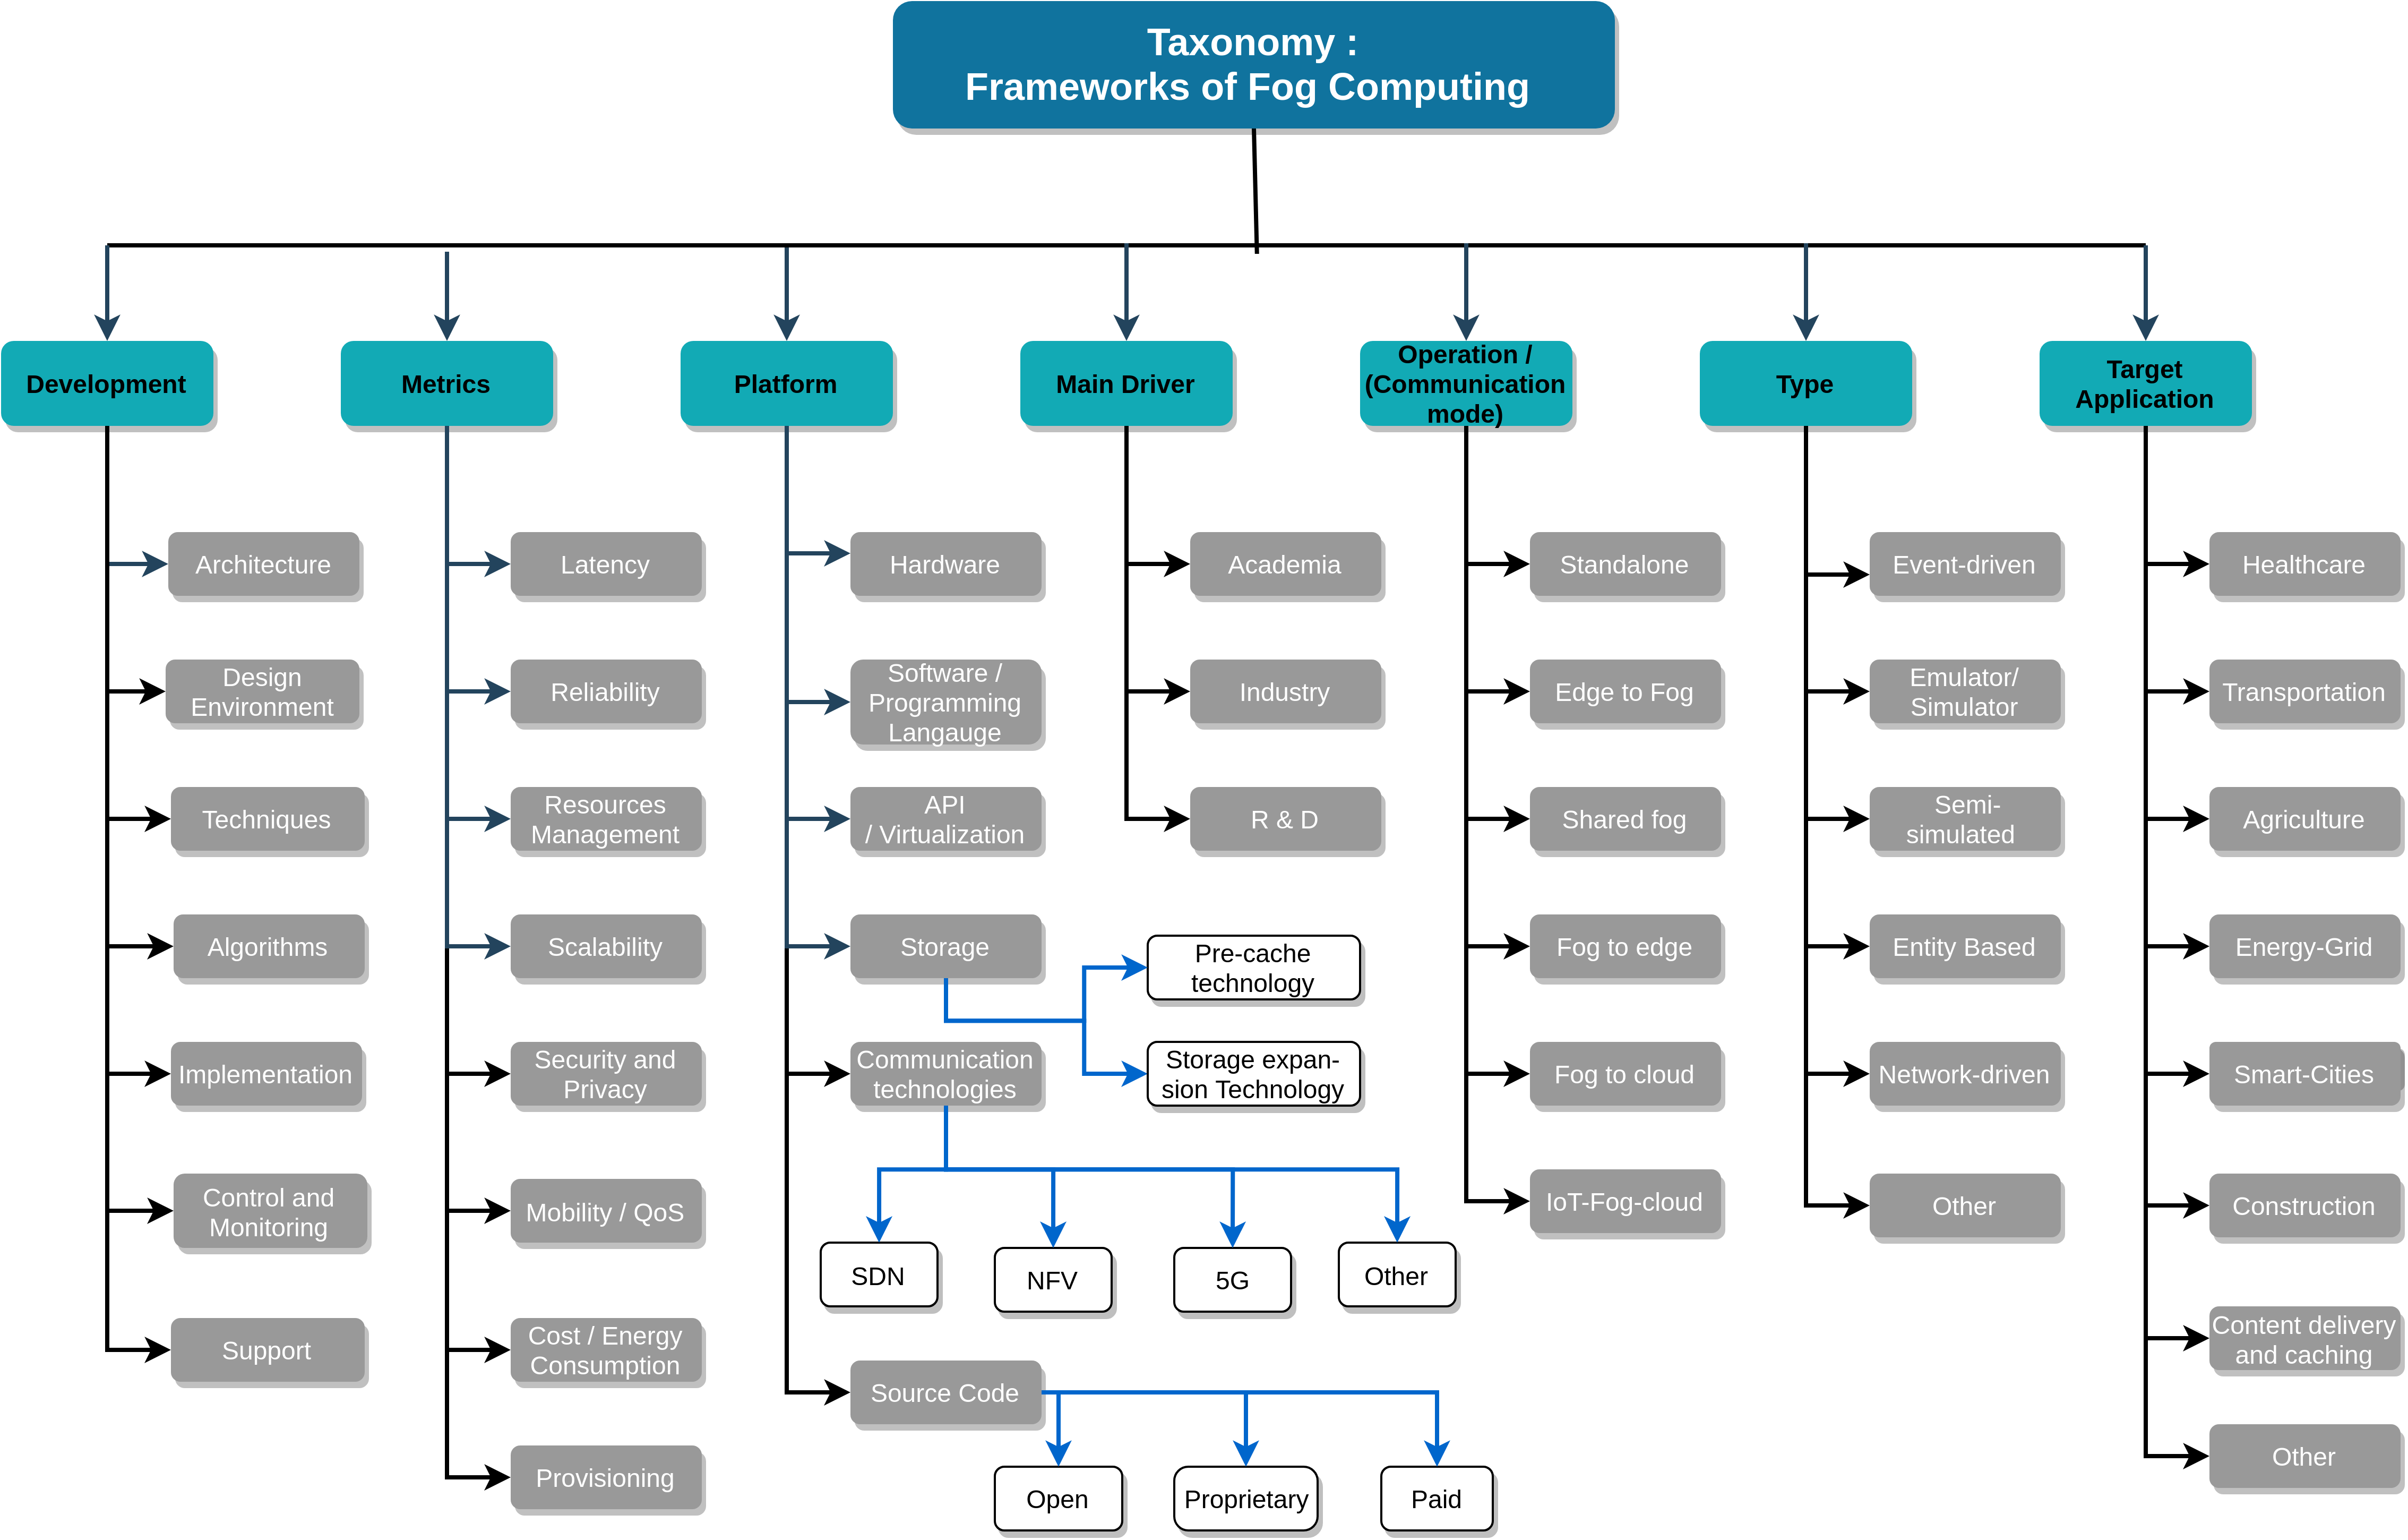 Taxonomy :
Frameworks of Fog Computing
Development
Metrics
Platform
Main Driver
Operation /
(Communication
mode)
Type
Target
Application
Architecture
Design
Environment
Techniques
Algorithms
Implementation
Control and
Monitoring
Support
Latency
Reliability
Resources
Management
Scalability
Security and
Privacy
Mobility / QoS
Cost / Energy
Consumption
Provisioning
Hardware
Software /
Programming
Langauge
API
/ Virtualization
Storage
Pre-cache
technology
Storage expan-
sion Technology
Communication
technologies
SDN
NFV
5G
Other
Source Code
Open
Proprietary
Paid
Academia
Industry
R & D
Standalone
Edge to Fog
Shared fog
Fog to edge
Fog to cloud
IoT-Fog-cloud
Event-driven
Emulator/
Simulator
Semi-
simulated
Entity Based
Network-driven
Other
Healthcare
Transportation
Agriculture
Energy-Grid
Smart-Cities
Construction
Content delivery
and caching
Other